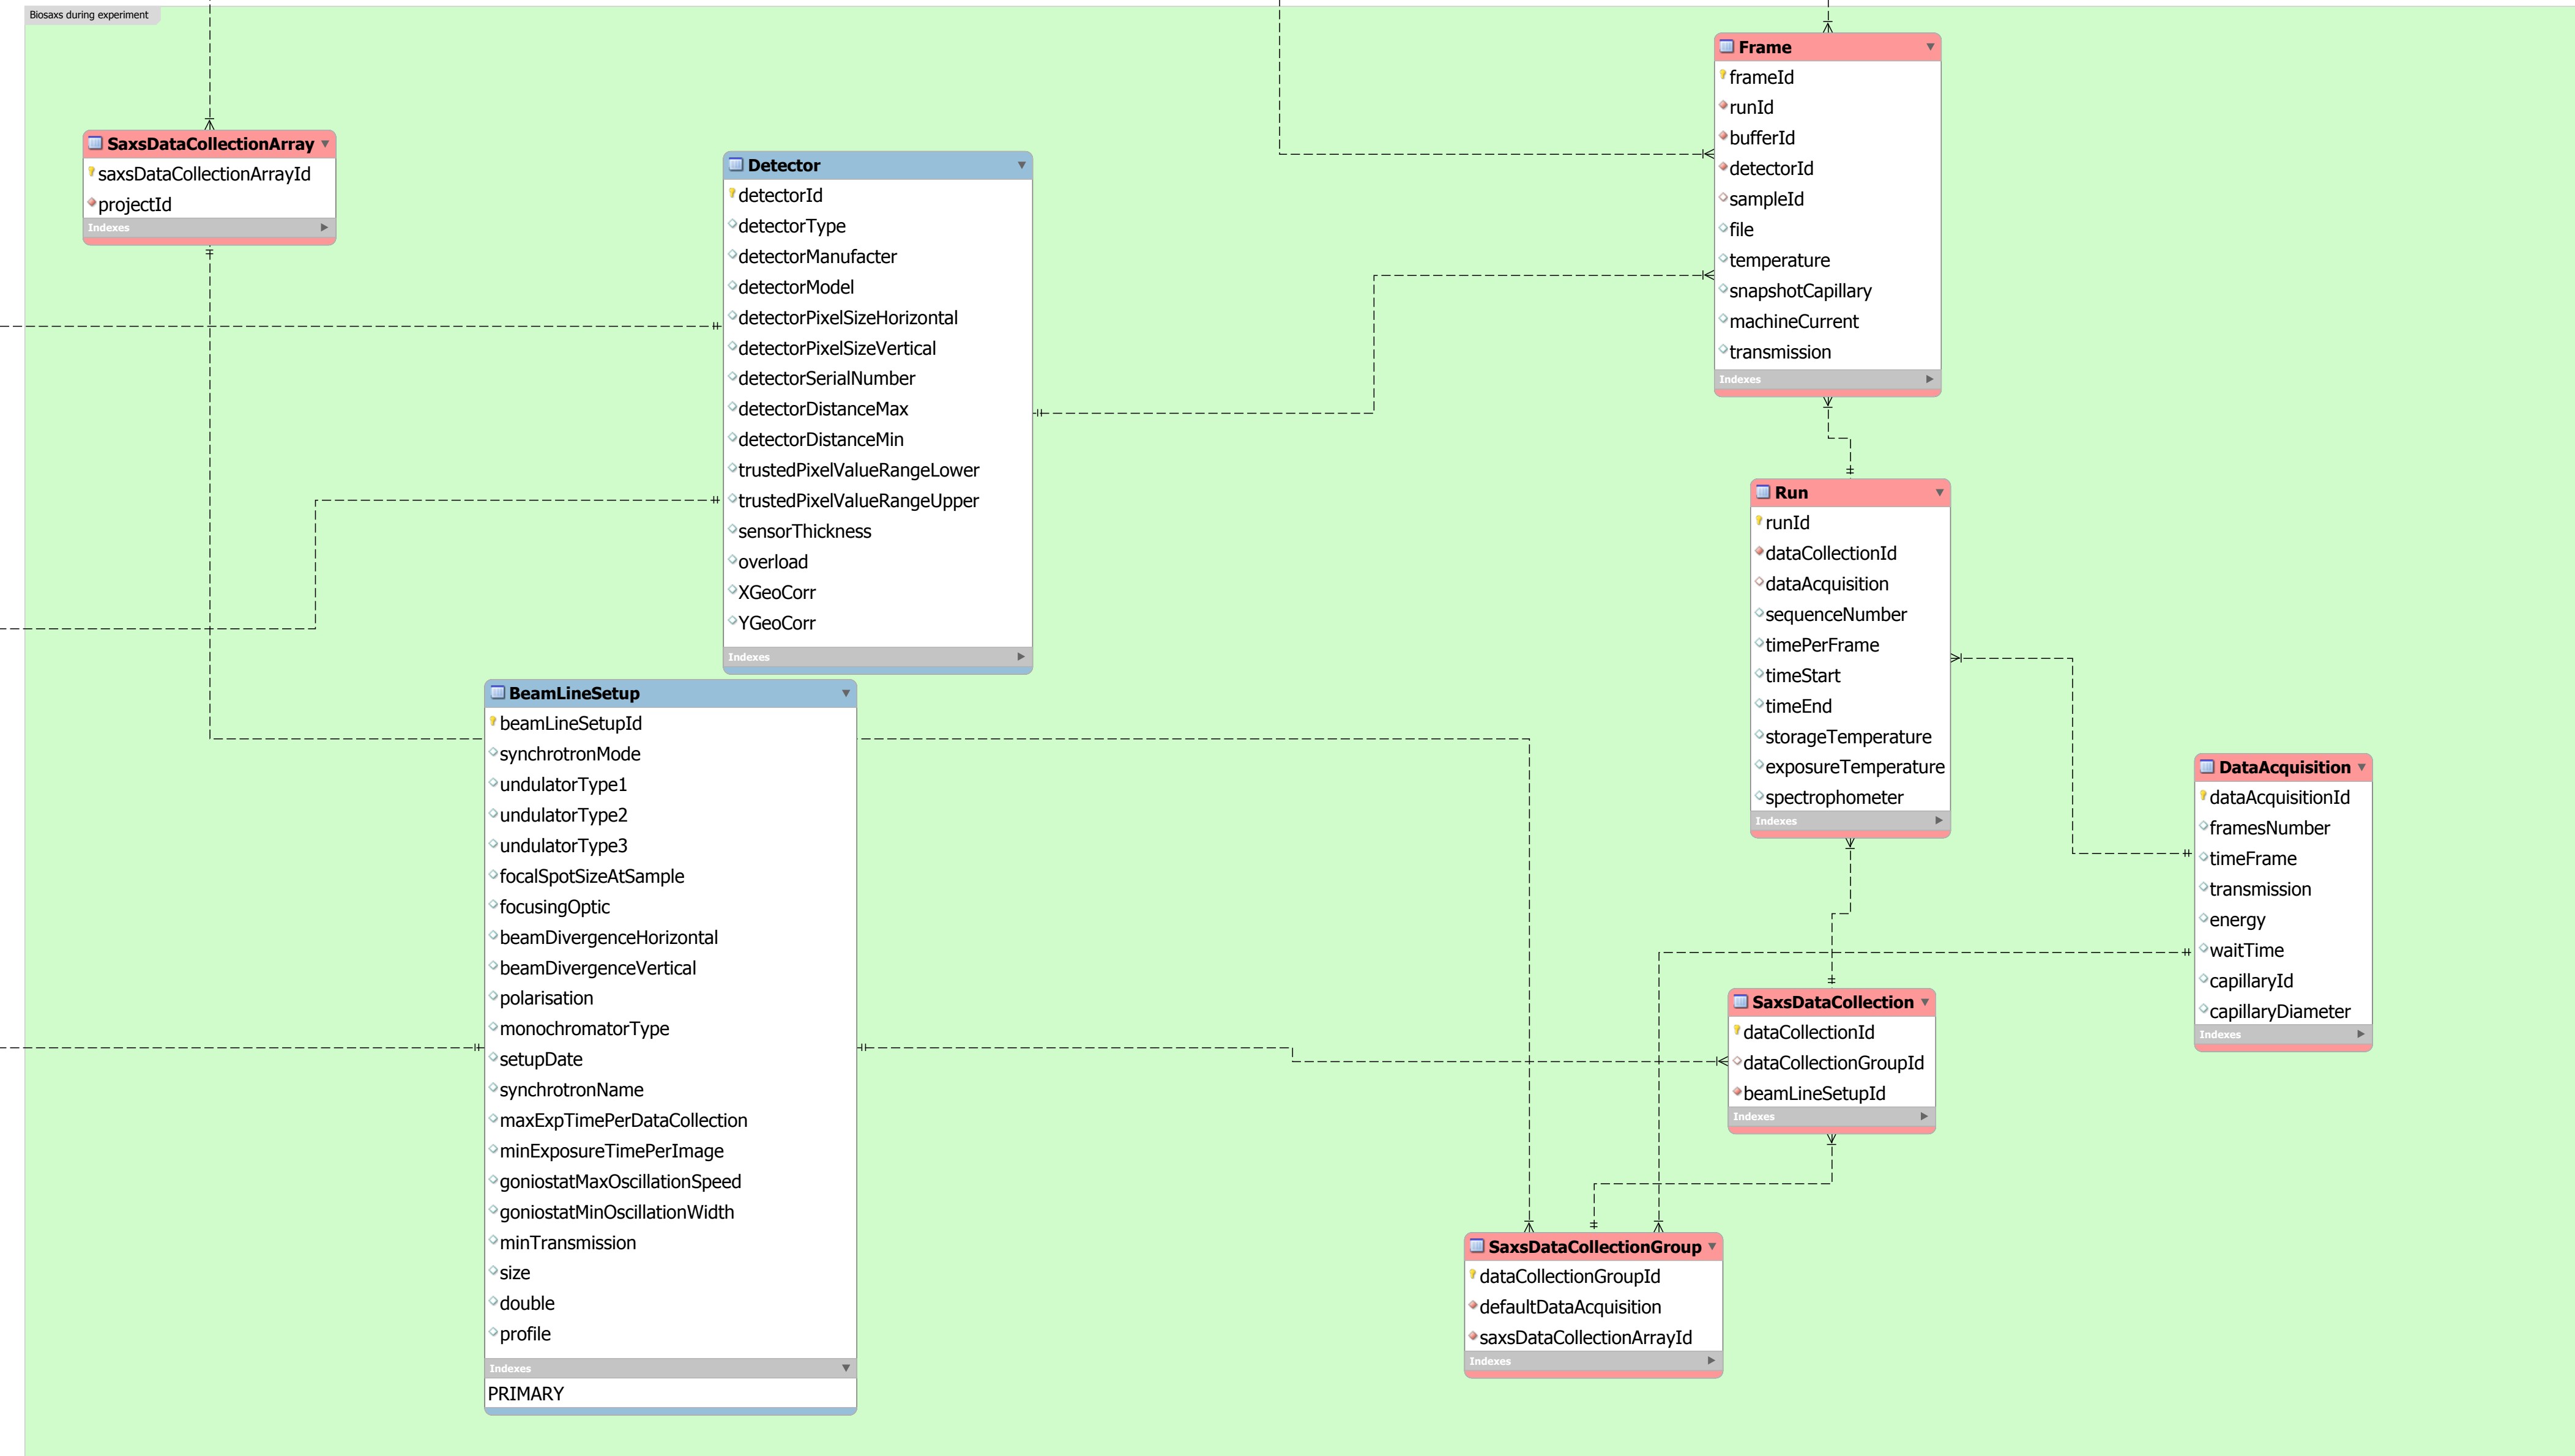 Biosaxs during experiment
SaxsDataCollectionArray
saxsDataCollectionArrayId
projectId
Indexes
Detector
detectorId
detectorType
detectorManufacter
detectorModel
detectorPixelSizeHorizontal
detectorPixelSizeVertical
detectorSerialNumber
detectorDistanceMax
detectorDistanceMin
trustedPixelValueRangeLower
trustedPixelValueRangeUpper
sensorThickness
overload
XGeoCorr
YGeoCorr
Indexes
BeamLineSetup
beamLineSetupId
synchrotronMode
undulatorType1
undulatorType2
undulatorType3
focalSpotSizeAtSample
focusingOptic
beamDivergenceHorizontal
beamDivergenceVertical
polarisation
monochromatorType
setupDate
synchrotronName
maxExpTimePerDataCollection
minExposureTimePerImage
goniostatMaxOscillationSpeed
goniostatMinOscillationWidth
minTransmission
size
double
profile
Indexes
PRIMARY
Frame
frameId
runId
bufferId
detectorId
sampleId
file
temperature
snapshotCapillary
machineCurrent
transmission
Indexes
Run
runId
dataCollectionId
dataAcquisition
sequenceNumber
timePerFrame
timeStart
timeEnd
storageTemperature
exposureTemperature
spectrophometer
Indexes
DataAcquisition
dataAcquisitionId
framesNumber
timeFrame
transmission
energy
waitTime
capillaryId
capillaryDiameter
Indexes
SaxsDataCollection
dataCollectionId
dataCollectionGroupId
beamLineSetupId
Indexes
SaxsDataCollectionGroup
dataCollectionGroupId
defaultDataAcquisition
saxsDataCollectionArrayId
Indexes